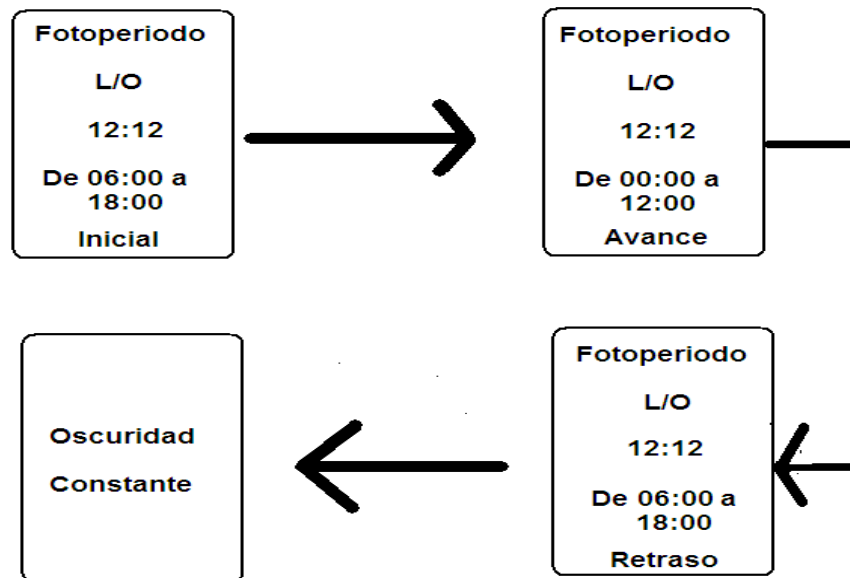 Fotoperiodo
L/O
12:12
De 06:00 a
18:00
Inicial
Fotoperiodo
L/O
12:12
De 00:00 a
12:00
Avance
Fotoperiodo
L/O
12:12
De 06:00 a
18:00
Retraso
Oscuridad
Constante